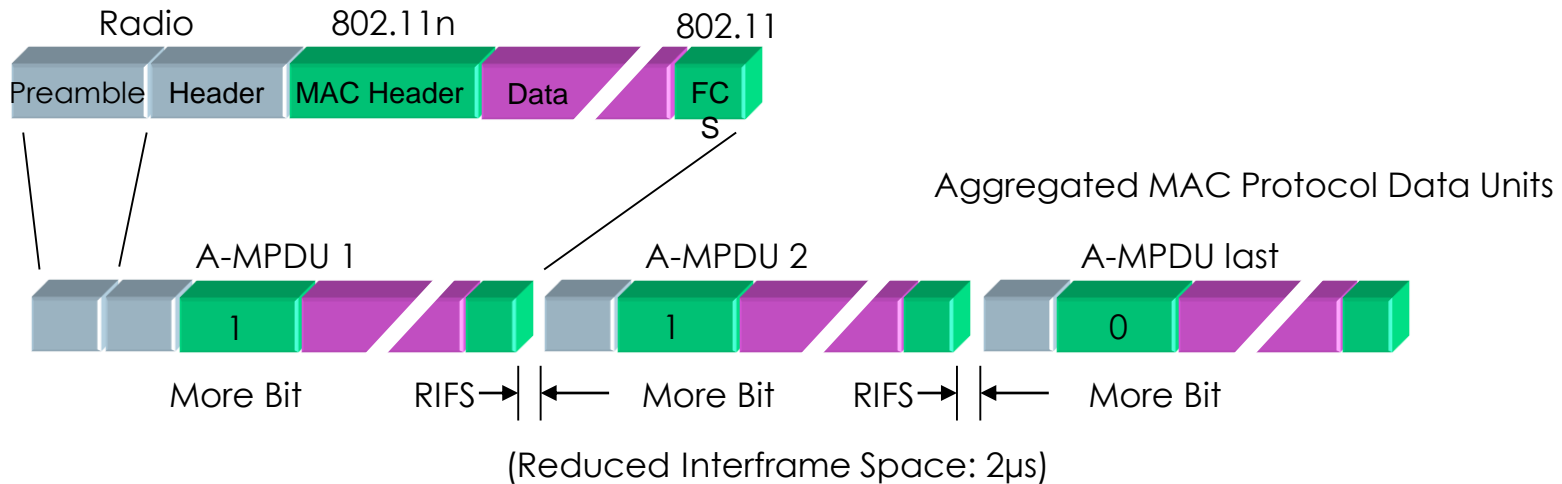 Radio 802.11n 802.11
Preamble Header MAC Header Data FC
S
Aggregated MAC Protocol Data Units
A-MPDU 1 A-MPDU 2 A-MPDU last
1 1 0
More Bit RIFS More Bit RIFS More Bit
(Reduced Interframe Space: 2µs)